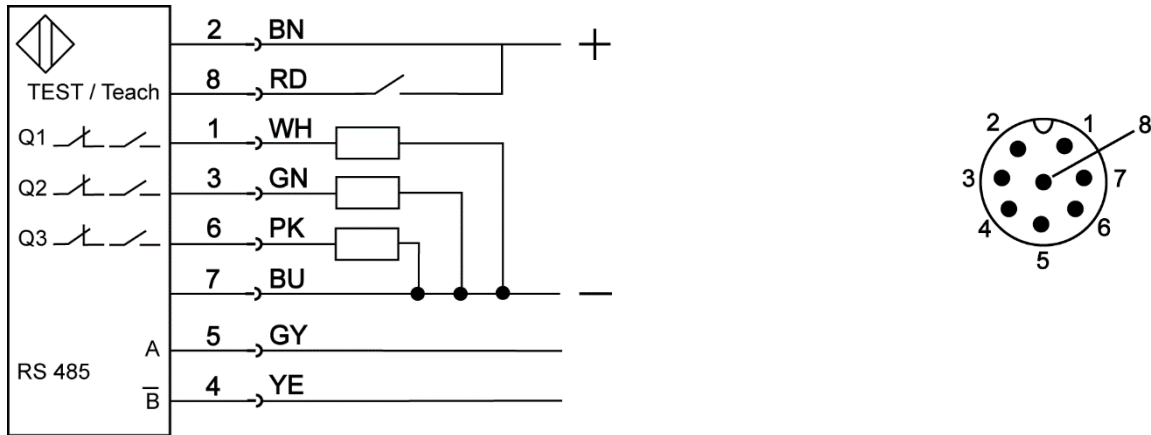 2 BN +
TEST / Teach 8 RD
Q1 1 WH
Q2 3 GN
Q3 6 PK
7 BU —
RS 485
A 5 GY
B̅ 4 YE
2 1 8
3 7
4 6
5